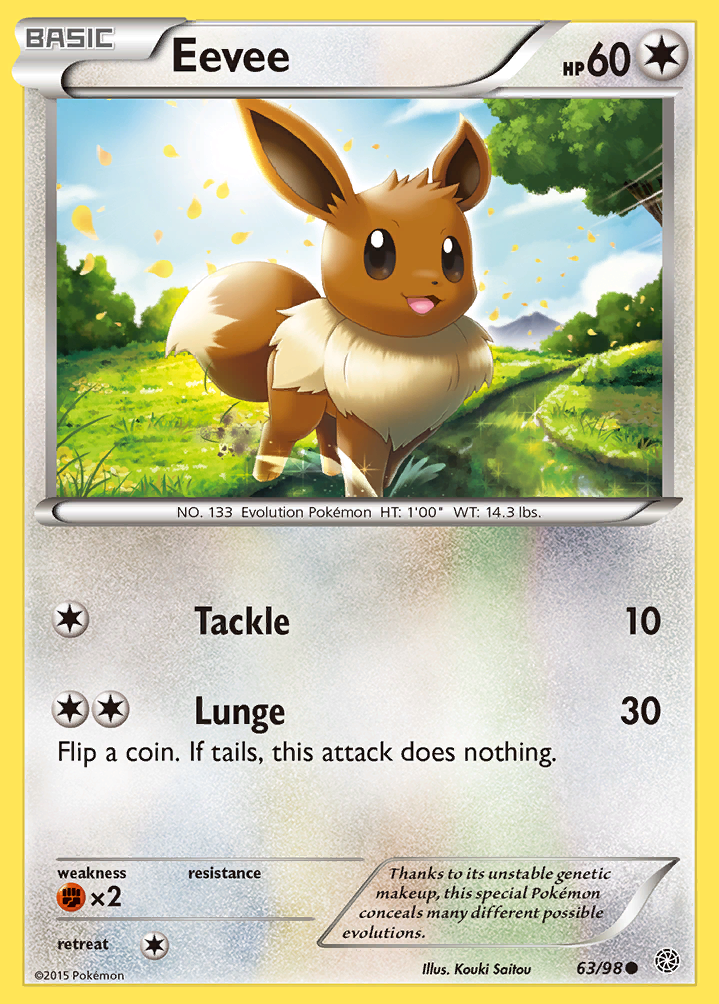 BASIC
Eevee
HP60
NO. 133 Evolution Pokémon HT: 1'00" WT: 14.3 lbs.
Tackle 10
Lunge 30
Flip a coin. If tails, this attack does nothing.
weakness resistance
×2
retreat
Thanks to its unstable genetic
makeup, this special Pokémon
conceals many different possible
evolutions.
©2015 Pokémon
Illus. Kouki Saitou 63/98